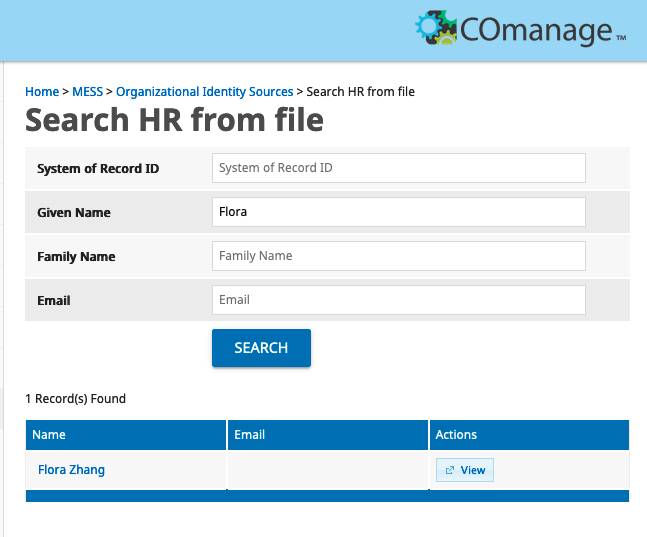 COmanage ™
Home > MESS > Organizational Identity Sources > Search HR from file
Search HR from file
System of Record ID System of Record ID
Given Name Flora
Family Name Family Name
Email Email
SEARCH
1 Record(s) Found
Name Email Actions
Flora Zhang View